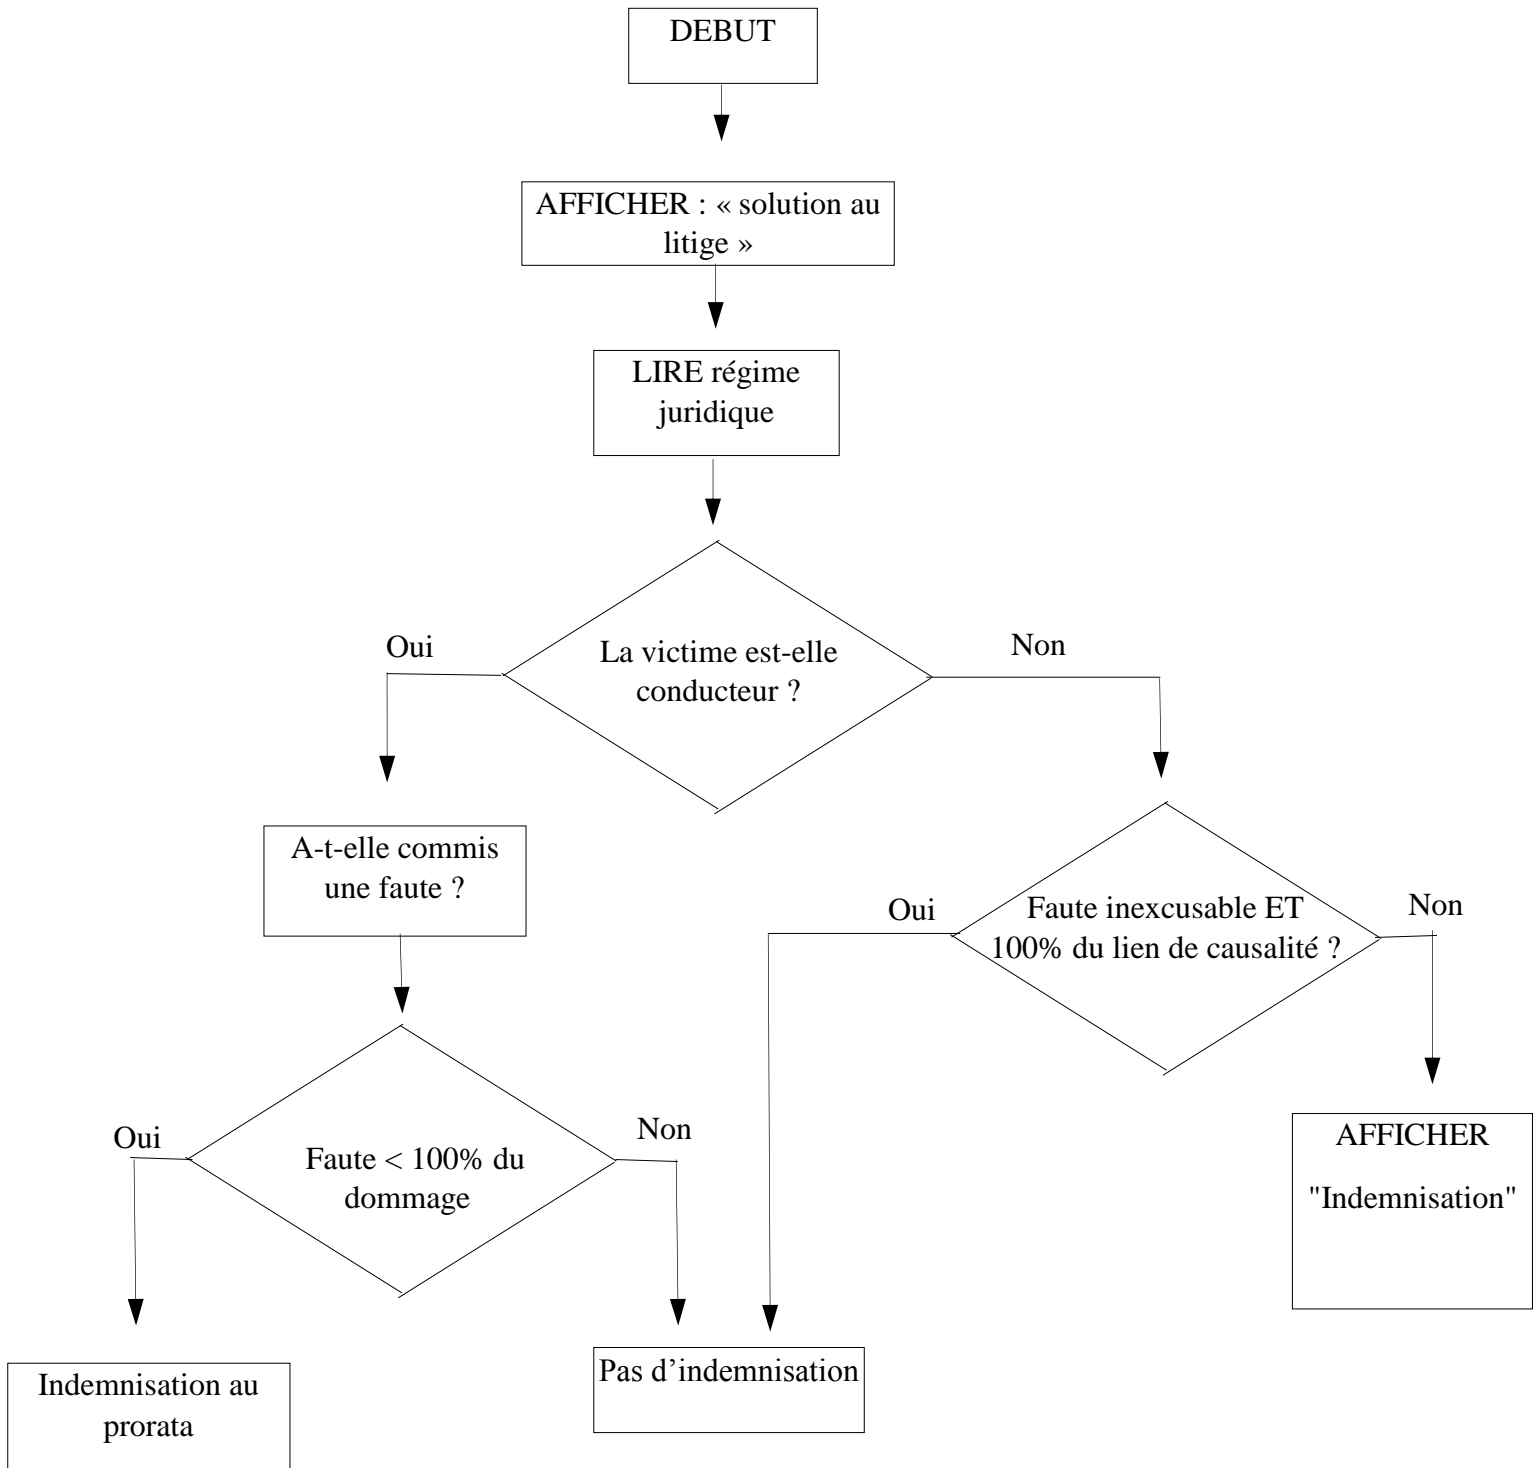 DEBUT
AFFICHER : « solution au
litige »
LIRE régime
juridique
Oui
La victime est-elle
conducteur ?
Non
A-t-elle commis
une faute ?
Oui
Faute inexcusable ET
100% du lien de causalité ?
Non
Oui
Faute < 100% du
dommage
Non
AFFICHER
"Indemnisation"
Indemnisation au
prorata
Pas d’indemnisation